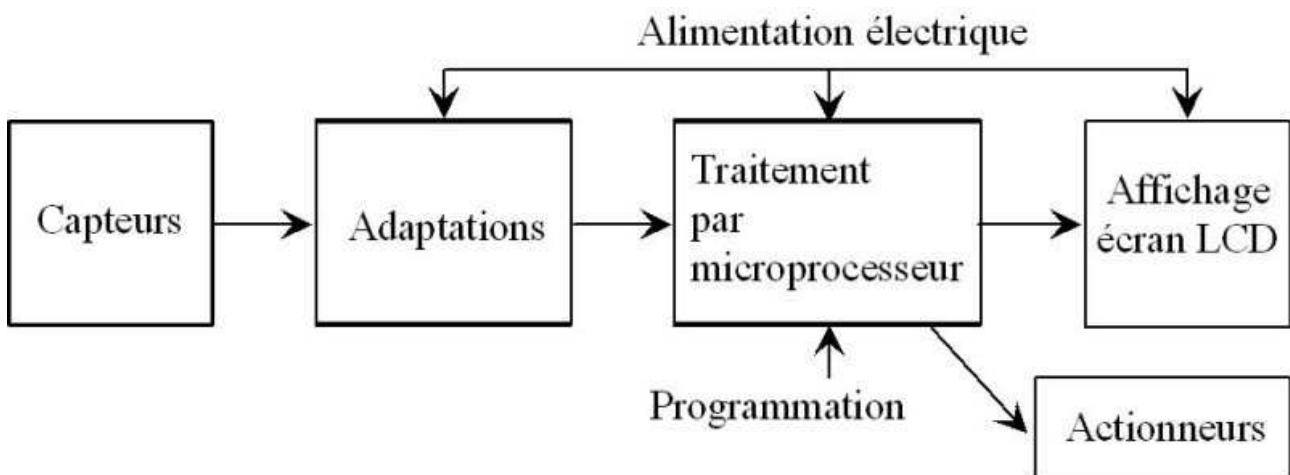 Alimentation électrique
Capteurs
Adaptations
Traitement
par
microprocesseur
Affichage
écran LCD
Programmation
Actionneurs